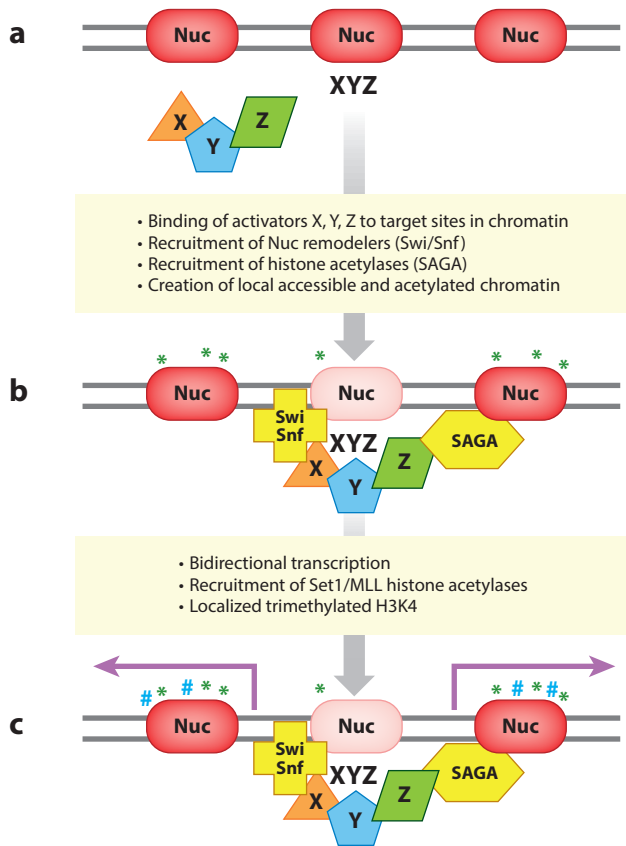 a
Nuc Nuc Nuc
XYZ
X Y Z
• Binding of activators X, Y, Z to target sites in chromatin
• Recruitment of Nuc remodelers (Swi/Snf)
• Recruitment of histone acetylases (SAGA)
• Creation of local accessible and acetylated chromatin
* * * * * * *
b
Nuc Nuc Nuc
Swi
Snf
XYZ
SAGA
X Y Z
• Bidirectional transcription
• Recruitment of Set1/MLL histone acetylases
• Localized trimethylated H3K4
# * # * * * * # * # *
c
Nuc Nuc Nuc
Swi
Snf
XYZ
SAGA
X Y Z